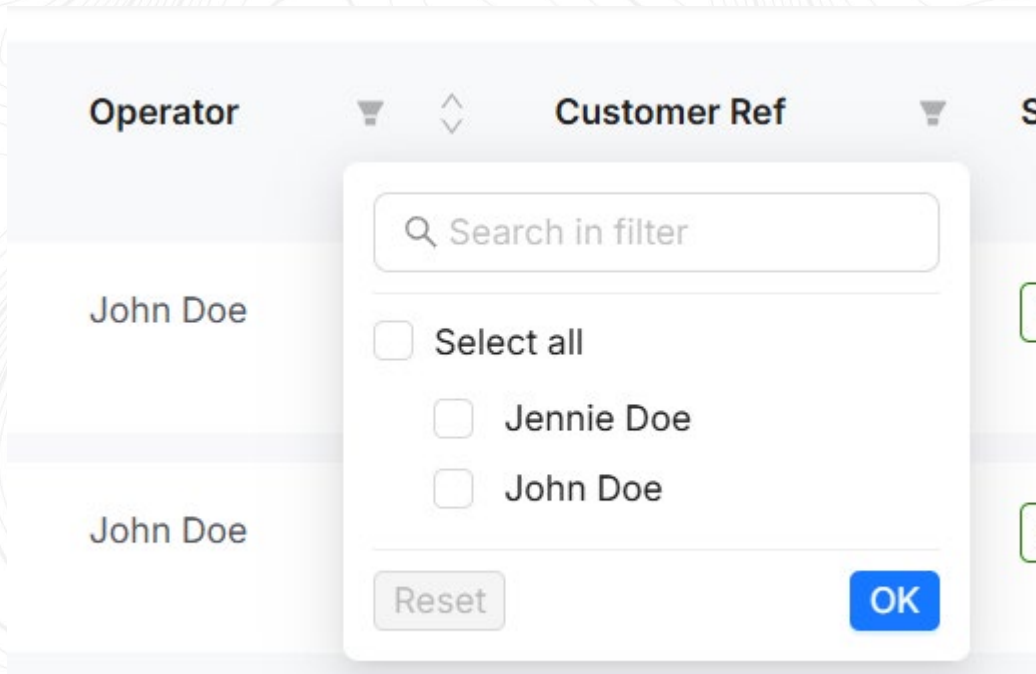 Operator Customer Ref S
Search in filter
John Doe
Select all
Jennie Doe
John Doe
John Doe
Reset OK